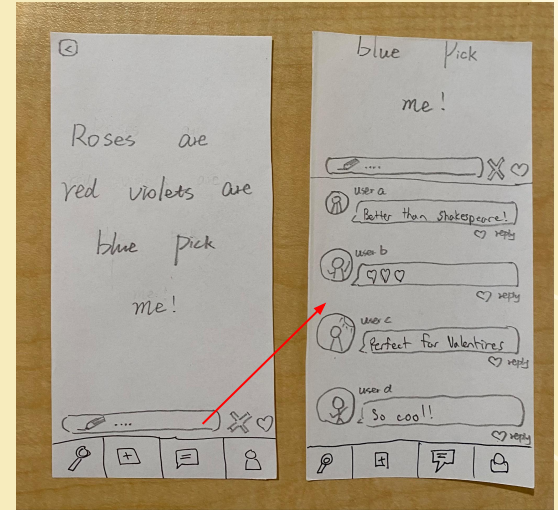 Roses are
red violets are
blue pick
me!
....
blue Pick
me!
....
user a
Better than Shakespeare!
reply
user b
reply
user c
Perfect for Valentines
reply
user d
So cool!!
reply